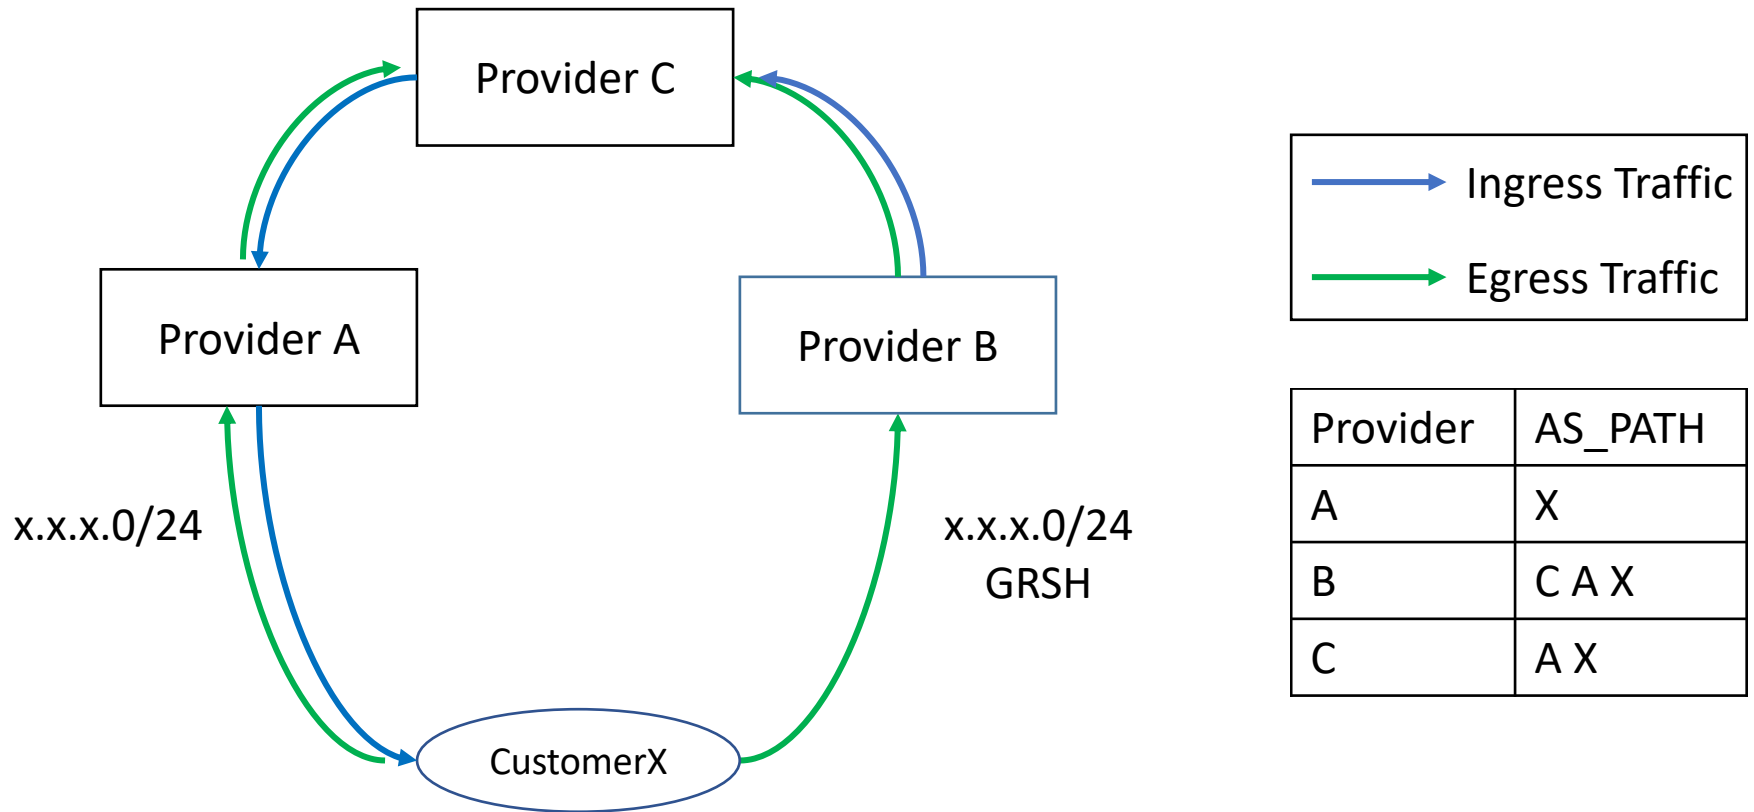 Provider C
Provider A
Provider B
x.x.x.0/24
x.x.x.0/24
GRSH
CustomerX
Ingress Traffic
Egress Traffic
Provider AS_PATH
A X
B C A X
C A X